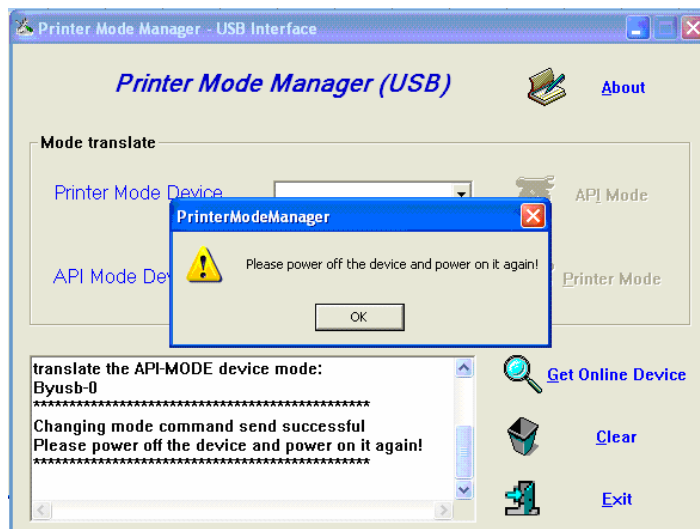 Printer Mode Manager - USB Interface
Printer Mode Manager (USB)
About
Mode translate
Printer Mode Device
API Mode
PrinterModeManager
Please power off the device and power on it again!
API Mode De
Printer Mode
OK
translate the API-MODE device mode:
Byusb-0
***********************************************
Changing mode command send successful
Please power off the device and power on it again!
***********************************************
Get Online Device
Clear
Exit